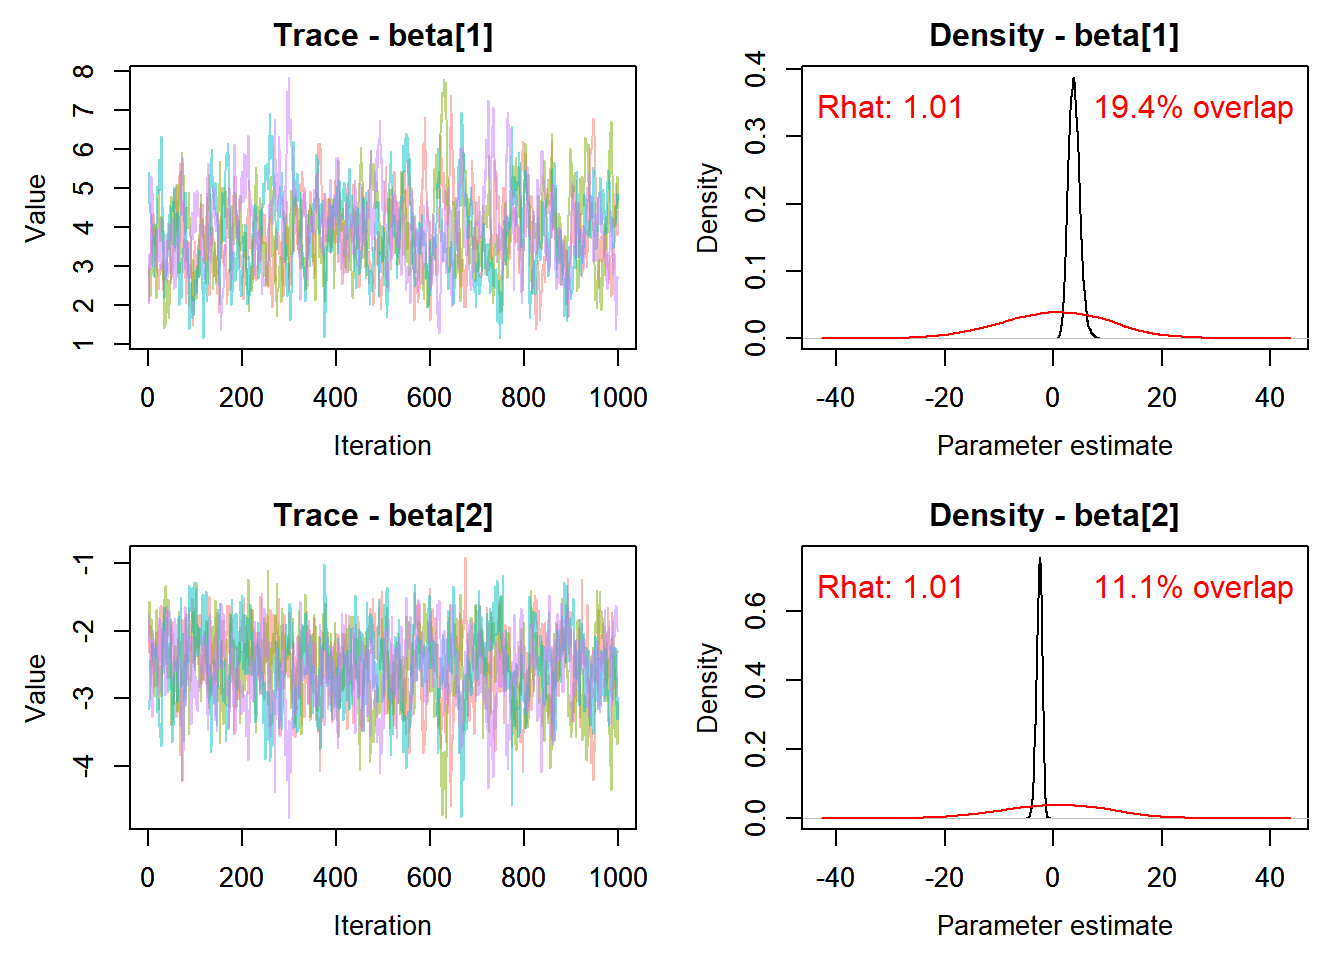 Trace - beta[1]
Value
1 2 3 4 5 6 7 8
0 200 400 600 800 1000
Iteration
Density - beta[1]
Rhat: 1.01 19.4% overlap
Density
0.0 0.1 0.2 0.3 0.4
-40 -20 0 20 40
Parameter estimate
Trace - beta[2]
Value
-4 -3 -2 -1
0 200 400 600 800 1000
Iteration
Density - beta[2]
Rhat: 1.01 11.1% overlap
Density
0.0 0.2 0.4 0.6
-40 -20 0 20 40
Parameter estimate